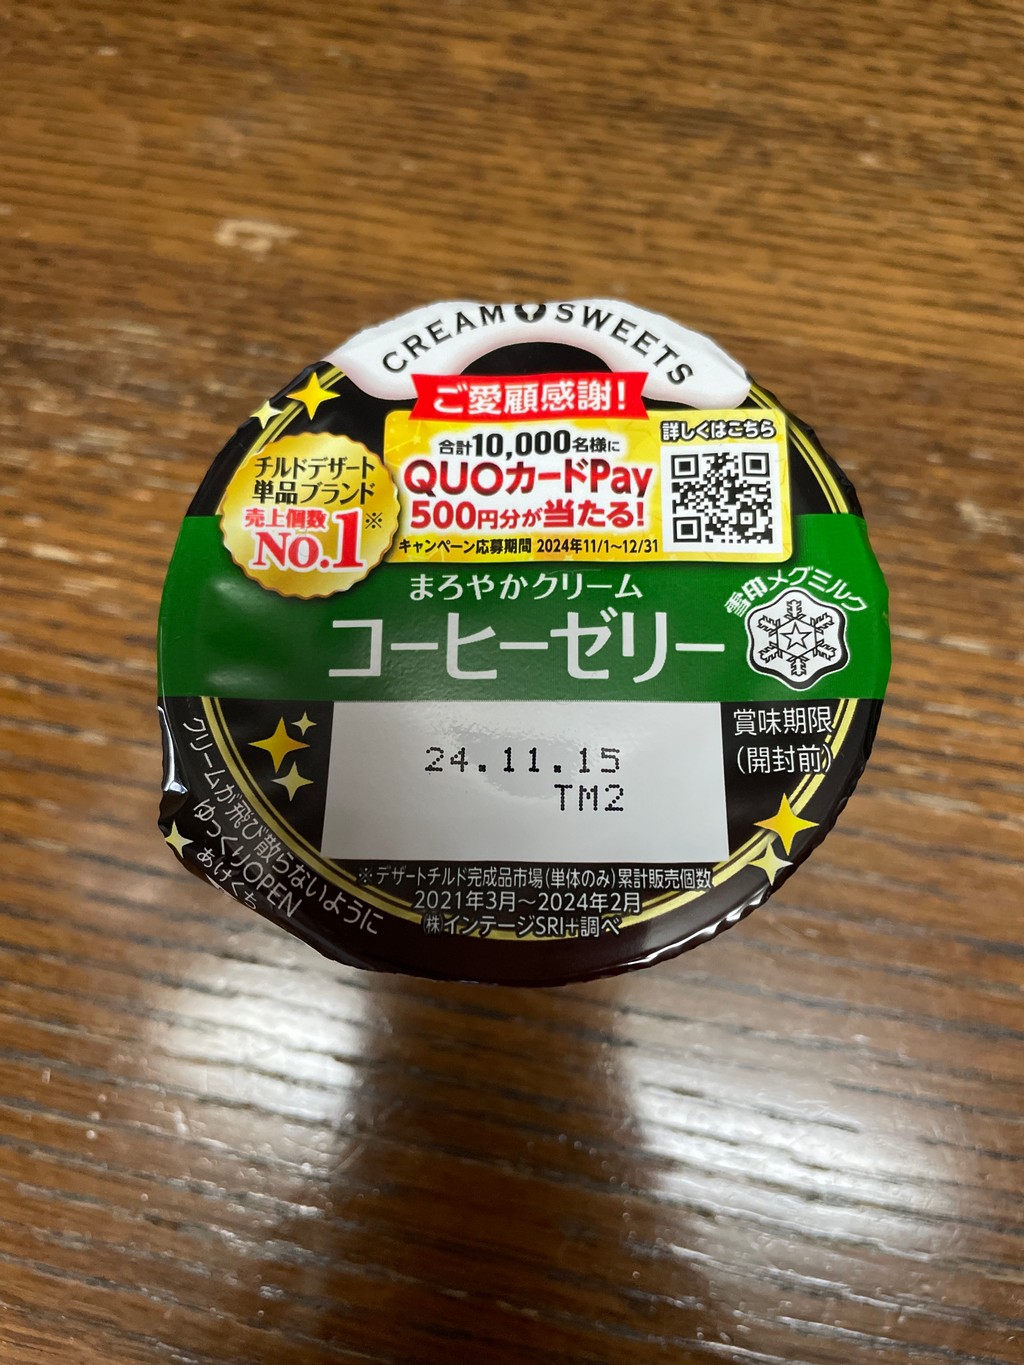 CREAM SWEETS
ご愛顧感謝!
合計10,000名様に
QUOカードPay
500円分が当たる!
キャンペーン応募期間 2024年11/1~12/31
詳しくはこちら
チルドデザート
単品ブランド
売上個数
No.1※
まろやかクリーム
コーヒーゼリー
雪印メグミルク
賞味期限
(開封前)
24.11.15
TM2
クリームが飛び散らないように
ゆっくりOPEN
あけくち
※デザートチルド完成品市場(単体のみ)累計販売個数
2021年3月~2024年2月
㈱インテージSRI+調べ